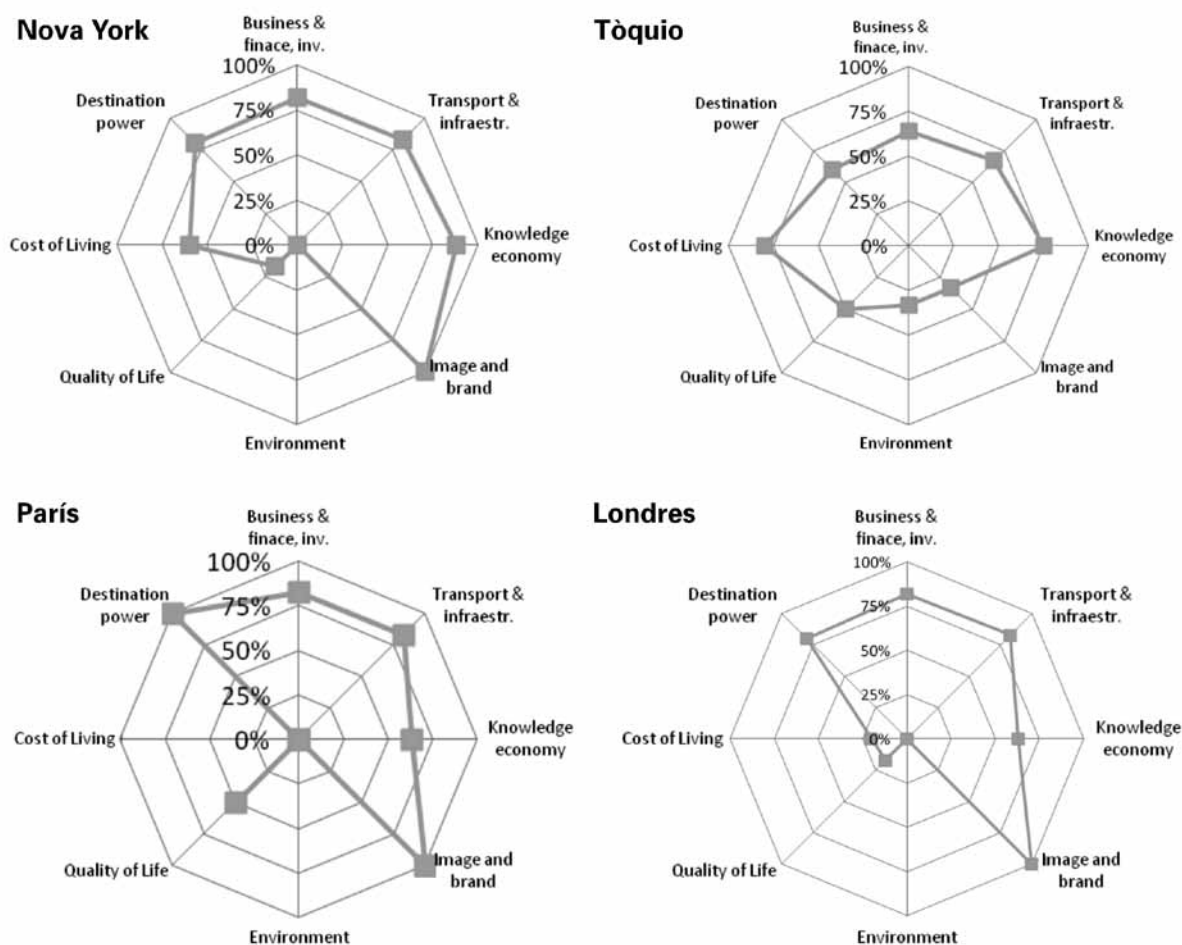 Nova York
Business &
finace, inv.
100%
75%
50%
25%
0%
Destination
power
Transport &
infraestr.
Cost of Living
Knowledge
economy
Quality of Life
Image and
brand
Environment
Tòquio
Business &
finace, inv.
100%
75%
50%
25%
0%
Destination
power
Transport &
infraestr.
Cost of Living
Knowledge
economy
Quality of Life
Image and
brand
Environment
París
Business &
finace, inv.
100%
75%
50%
25%
0%
Destination
power
Transport &
infraestr.
Cost of Living
Knowledge
economy
Quality of Life
Image and
brand
Environment
Londres
Business &
finace, inv.
100%
75%
50%
25%
0%
Destination
power
Transport &
infraestr.
Cost of Living
Knowledge
economy
Quality of Life
Image and
brand
Environment